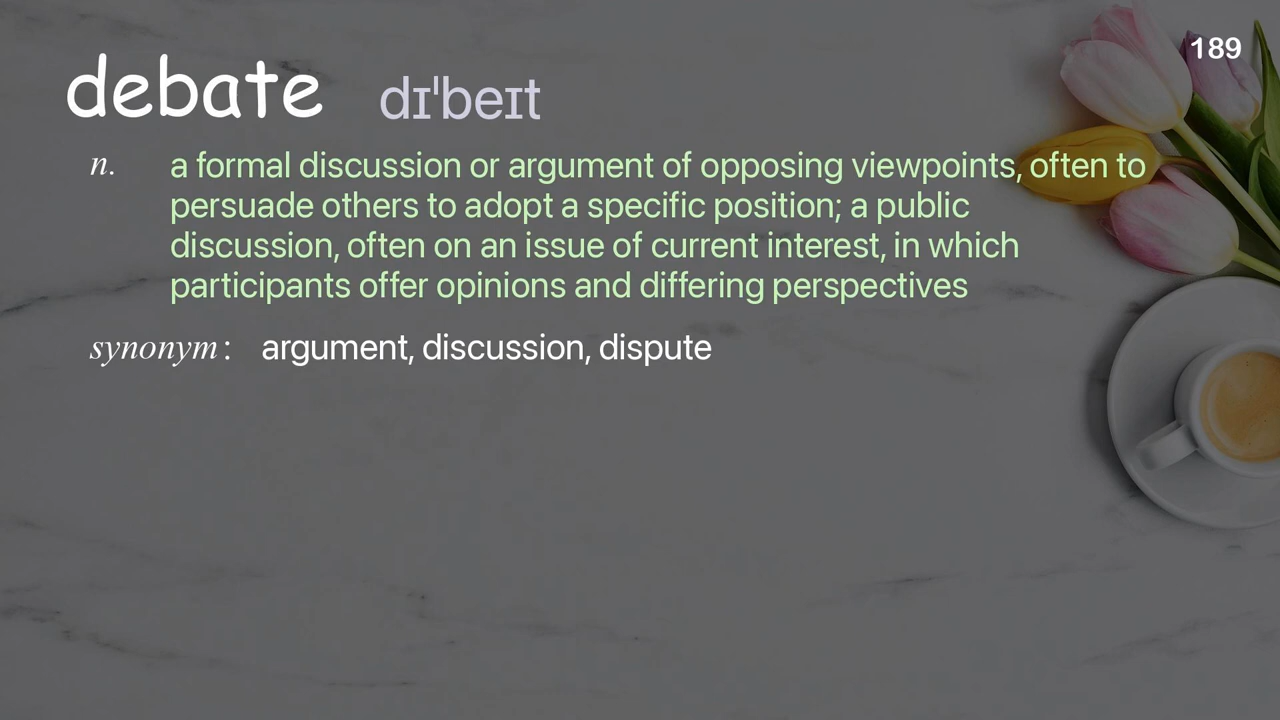 189
debate dɪˈbeɪt
n. a formal discussion or argument of opposing viewpoints, often to
persuade others to adopt a specific position; a public
discussion, often on an issue of current interest, in which
participants offer opinions and differing perspectives
synonym: argument, discussion, dispute